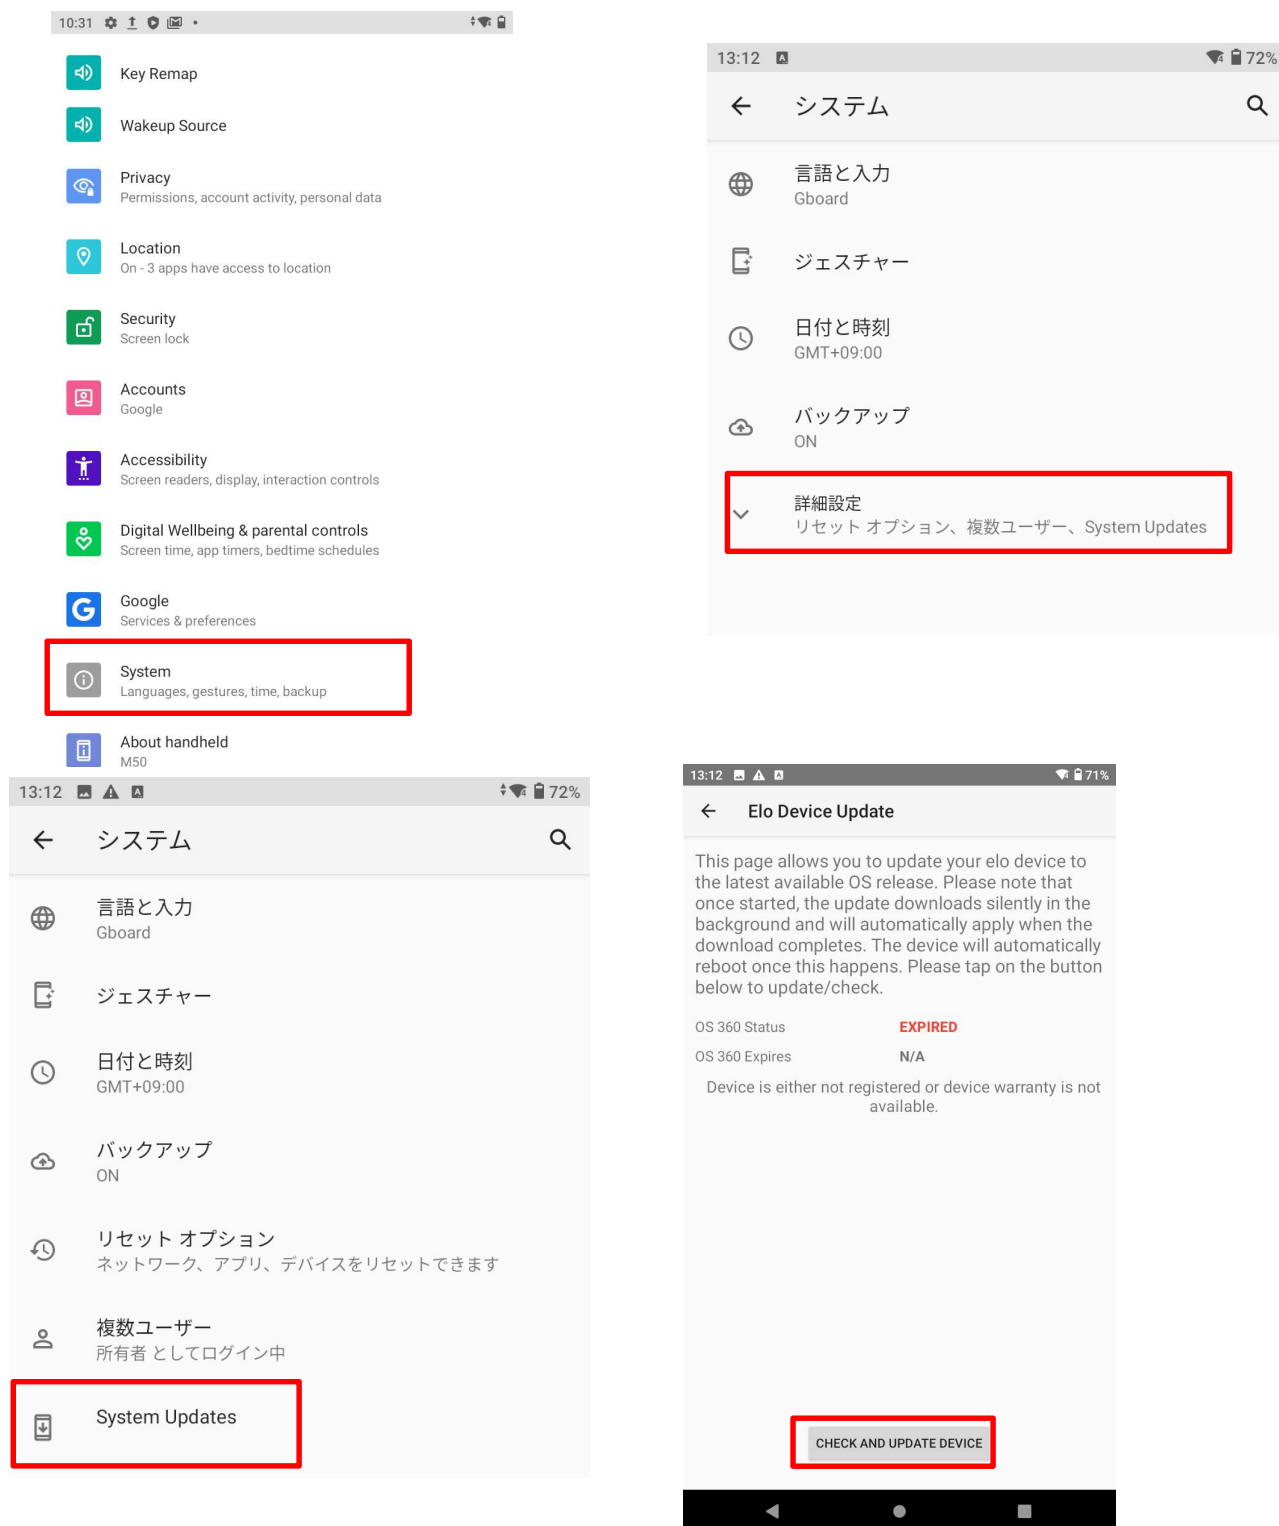 10:31
Key Remap
Wakeup Source
Privacy
Permissions, account activity, personal data
Location
On - 3 apps have access to location
Security
Screen lock
Accounts
Google
Accessibility
Screen readers, display, interaction controls
Digital Wellbeing & parental controls
Screen time, app timers, bedtime schedules
Google
Services & preferences
System
Languages, gestures, time, backup
About handheld
M50
13:12 72%
システム
言語と入力
Gboard
ジェスチャー
日付と時刻
GMT+09:00
バックアップ
ON
詳細設定
リセット オプション、複数ユーザー、System Updates
13:12 72%
システム
言語と入力
Gboard
ジェスチャー
日付と時刻
GMT+09:00
バックアップ
ON
リセット オプション
ネットワーク、アプリ、デバイスをリセットできます
複数ユーザー
所有者 としてログイン中
System Updates
13:12 71%
Elo Device Update
This page allows you to update your elo device to
the latest available OS release. Please note that
once started, the update downloads silently in the
background and will automatically apply when the
download completes. The device will automatically
reboot once this happens. Please tap on the button
below to update/check.
OS 360 Status EXPIRED
OS 360 Expires N/A
Device is either not registered or device warranty is not
available.
CHECK AND UPDATE DEVICE